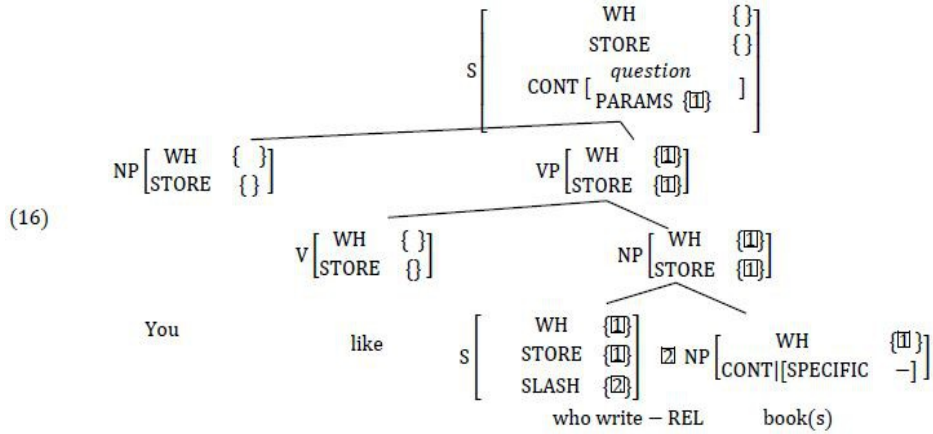 WH { }
STORE { }
S
question
CONT [ PARAMS {1} ]
NP [ WH { } VP [ WH {1}
STORE { } ] STORE {1} ]
(16)
V [ WH { } NP [ WH {1}
STORE {} ] STORE {1} ]
You
like
S [ WH {1}
STORE {1}
SLASH {2} ]
2 NP [ WH {1}
CONT|[SPECIFIC −] ]
who write − REL book(s)